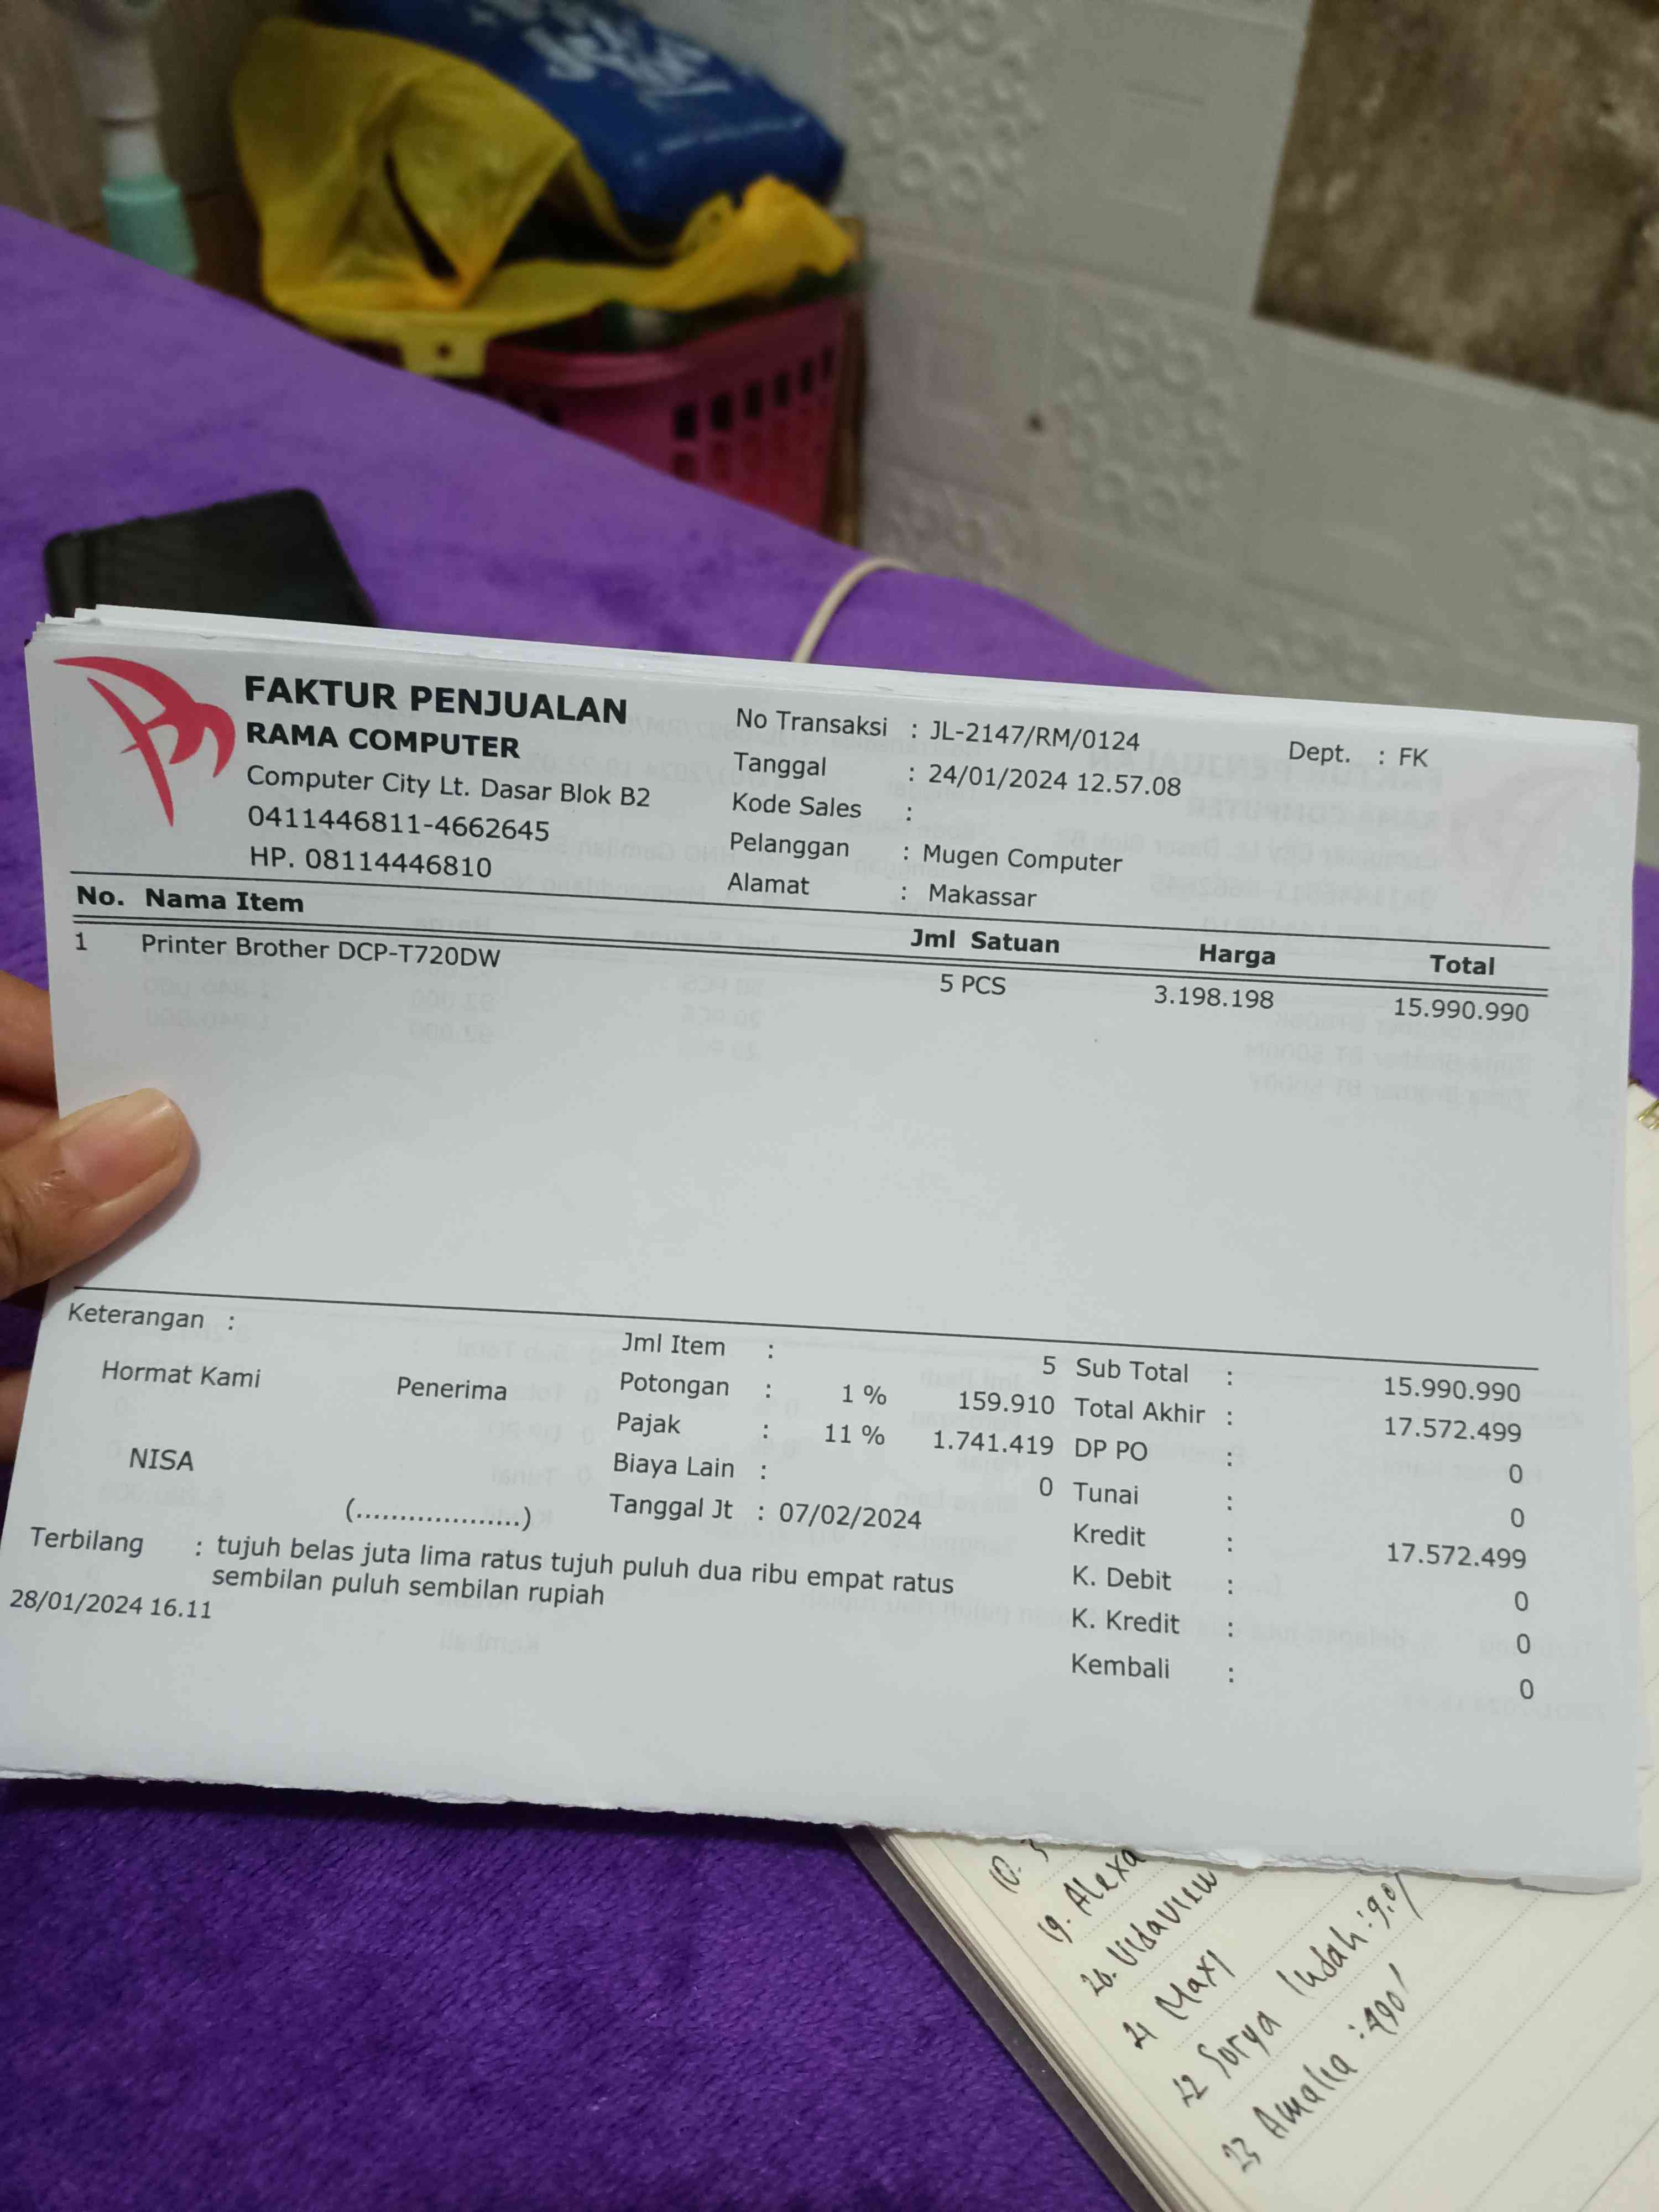 FAKTUR PENJUALAN
RAMA COMPUTER
Computer City Lt. Dasar Blok B2
0411446811-4662645
HP. 08114446810
No Transaksi : JL-2147/RM/0124
Dept. : FK
Tanggal : 24/01/2024 12.57.08
Kode Sales :
Pelanggan : Mugen Computer
Alamat : Makassar
No. Nama Item Jml Satuan Harga Total
1 Printer Brother DCP-T720DW 5 PCS 3.198.198 15.990.990
Keterangan :
Hormat Kami Penerima
NISA
(...................)
Jml Item : 5
Potongan : 1 % 159.910
Pajak : 11 % 1.741.419
Biaya Lain : 0
Tanggal Jt : 07/02/2024
Sub Total : 15.990.990
Total Akhir : 17.572.499
DP PO : 0
Tunai : 0
Kredit : 17.572.499
K. Debit : 0
K. Kredit : 0
Kembali : 0
Terbilang : tujuh belas juta lima ratus tujuh puluh dua ribu empat ratus
sembilan puluh sembilan rupiah
28/01/2024 16.11
19. Alexa
20. Vidaview
21 Maxi
22 Surya Indah :
23 Amalia :